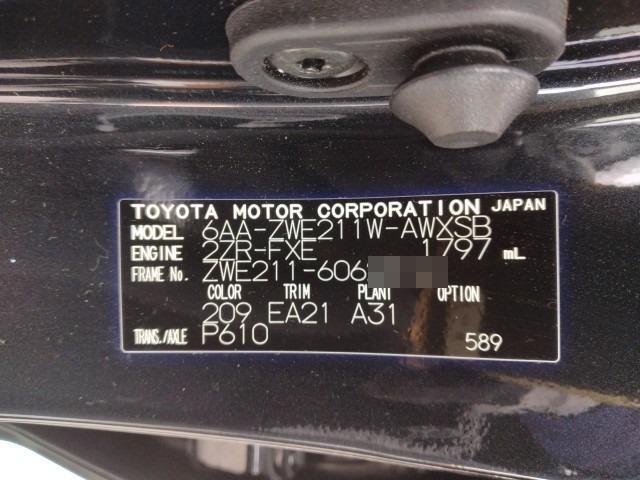 TOYOTA MOTOR CORPORATION JAPAN
MODEL 6AA-ZWE211W-AWXSB
ENGINE 2ZR-FXE 1797 mL
FRAME No. ZWE211-606
COLOR TRIM PLANT OPTION
209 EA21 A31
TRANS./AXLE P610 589